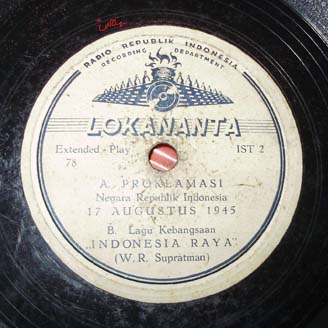 RADIO REPUBLIK INDONESIA
RECORDING DEPARTMENT
LOKANANTA
Extended - Play IST 2
78
A. PROKLAMASI
Negara Republik Indonesia
17 AUGUSTUS 1945
B. Lagu Kebangsaan
„INDONESIA RAYA"
(W.R. Supratman)